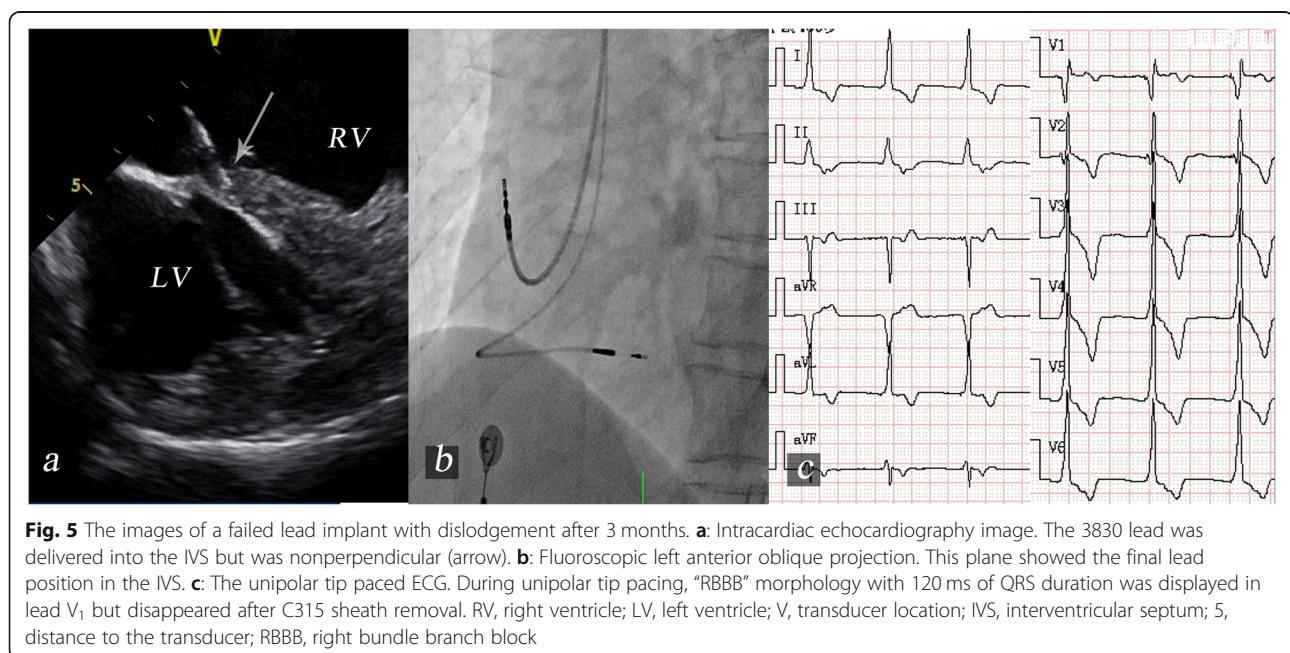 V
RV
5
LV
a
b
I
II
III
aVR
aVL
aVF
c
V1
V2
V3
V4
V5
V6
Fig. 5 The images of a failed lead implant with dislodgement after 3 months. a: Intracardiac echocardiography image. The 3830 lead was
delivered into the IVS but was nonperpendicular (arrow). b: Fluoroscopic left anterior oblique projection. This plane showed the final lead
position in the IVS. c: The unipolar tip paced ECG. During unipolar tip pacing, “RBBB” morphology with 120 ms of QRS duration was displayed in
lead V1 but disappeared after C315 sheath removal. RV, right ventricle; LV, left ventricle; V, transducer location; IVS, interventricular septum; 5,
distance to the transducer; RBBB, right bundle branch block